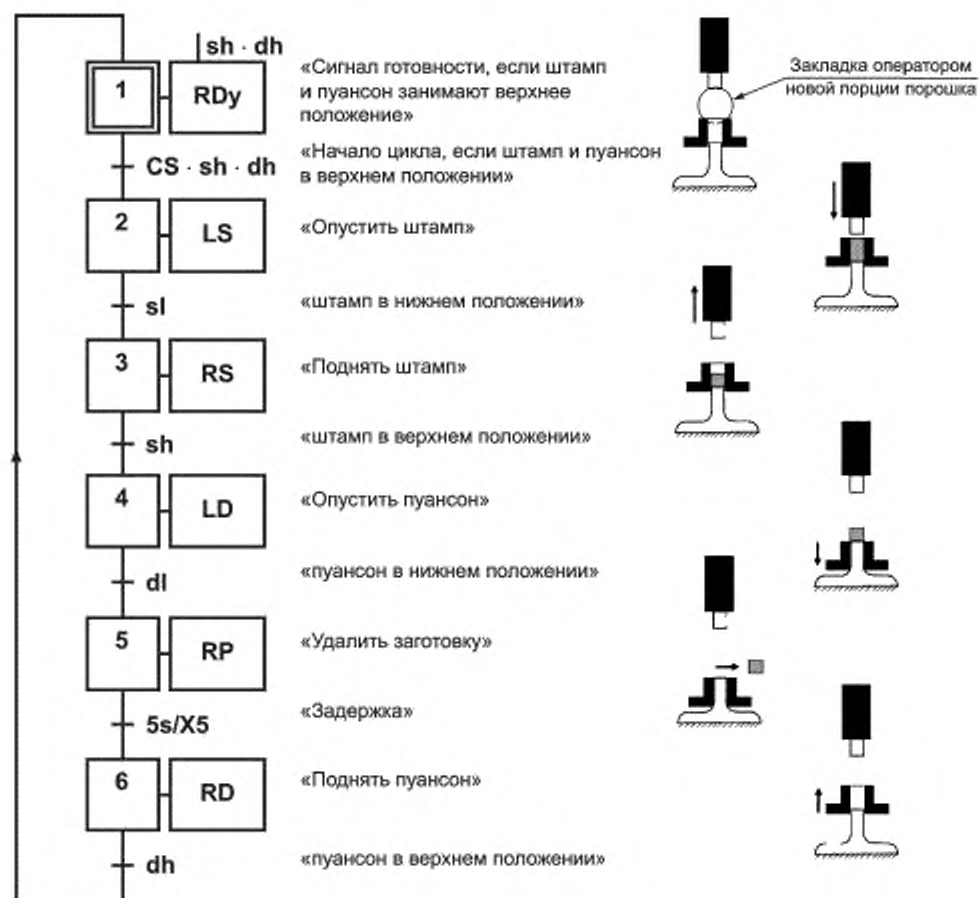 sh · dh
1
RDy
«Сигнал готовности, если штамп
и пуансон занимают верхнее
положение»
Закладка оператором
новой порции порошка
CS · sh · dh
«Начало цикла, если штамп и пуансон
в верхнем положении»
2
LS
«Опустить штамп»
sl
«штамп в нижнем положении»
3
RS
«Поднять штамп»
sh
«штамп в верхнем положении»
4
LD
«Опустить пуансон»
dl
«пуансон в нижнем положении»
5
RP
«Удалить заготовку»
5s/X5
«Задержка»
6
RD
«Поднять пуансон»
dh
«пуансон в верхнем положении»